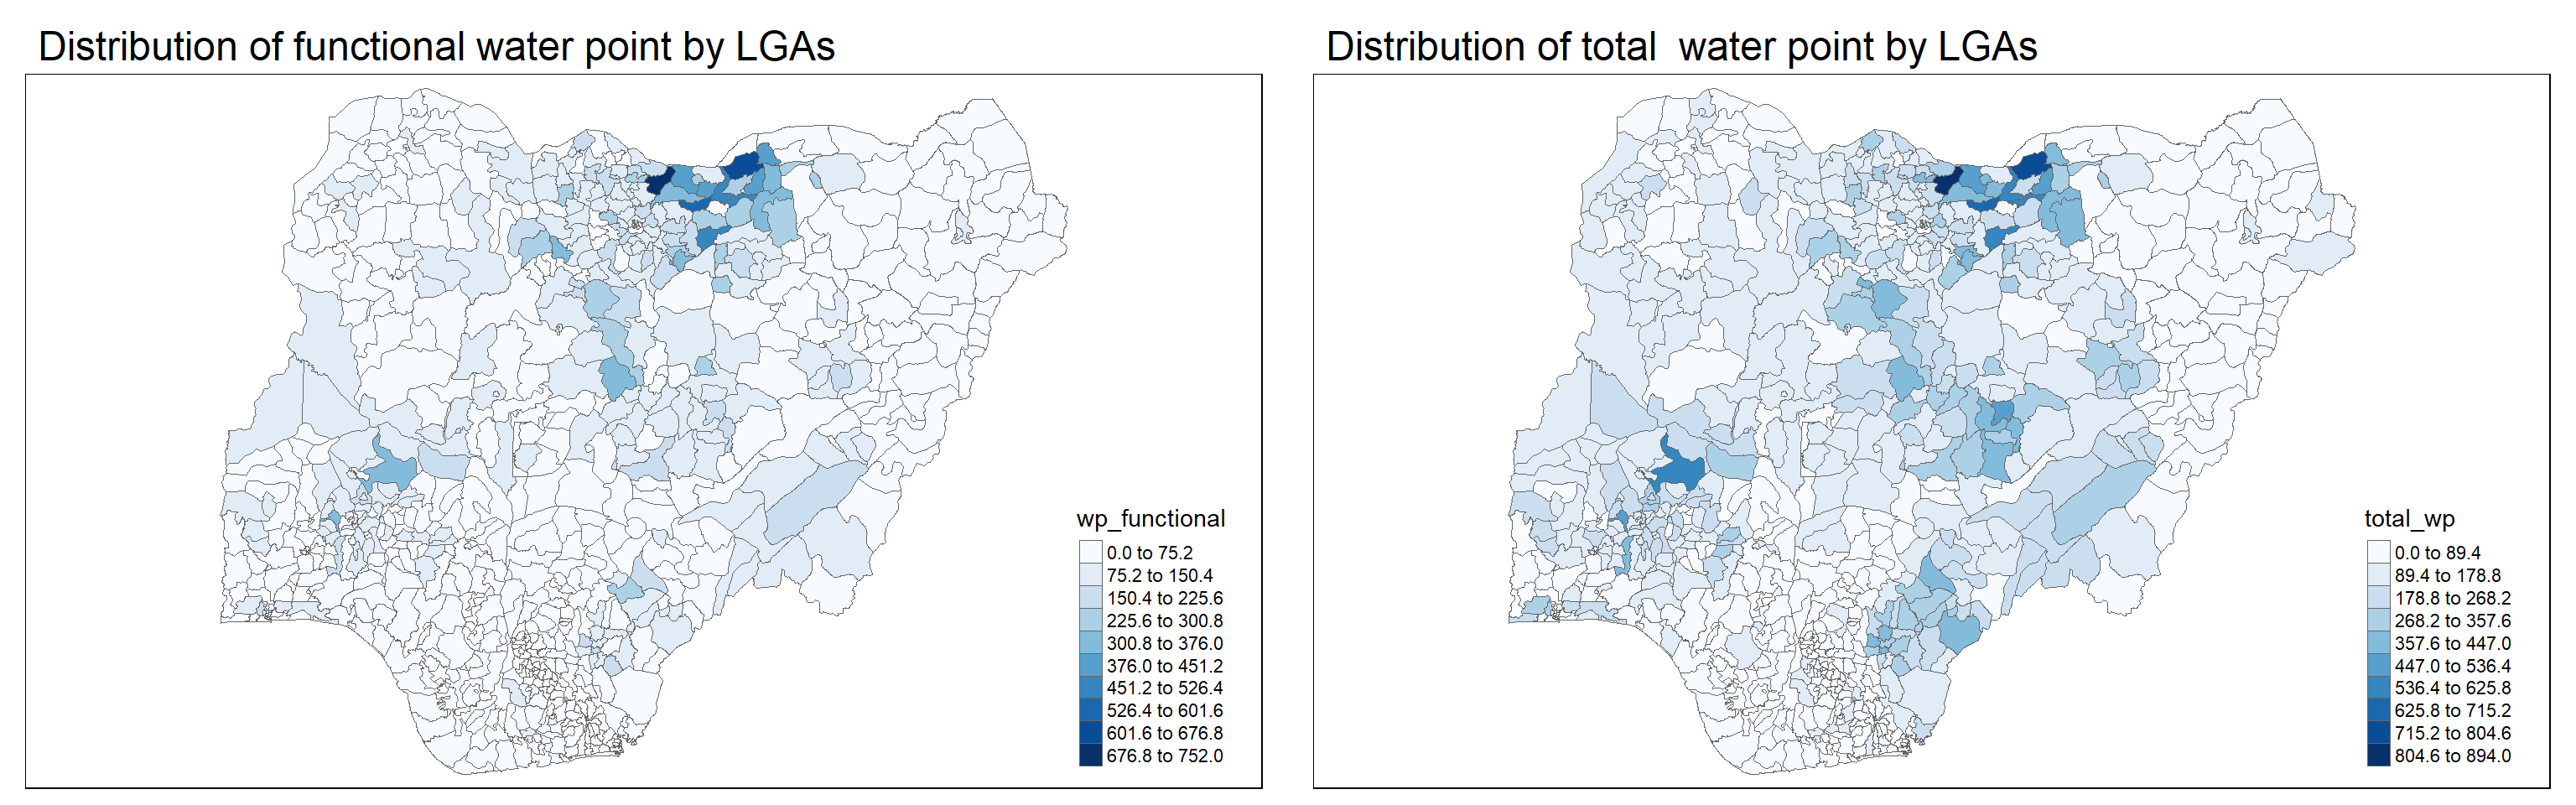 Distribution of functional water point by LGAs
wp_functional
0.0 to 75.2
75.2 to 150.4
150.4 to 225.6
225.6 to 300.8
300.8 to 376.0
376.0 to 451.2
451.2 to 526.4
526.4 to 601.6
601.6 to 676.8
676.8 to 752.0
Distribution of total  water point by LGAs
total_wp
0.0 to 89.4
89.4 to 178.8
178.8 to 268.2
268.2 to 357.6
357.6 to 447.0
447.0 to 536.4
536.4 to 625.8
625.8 to 715.2
715.2 to 804.6
804.6 to 894.0